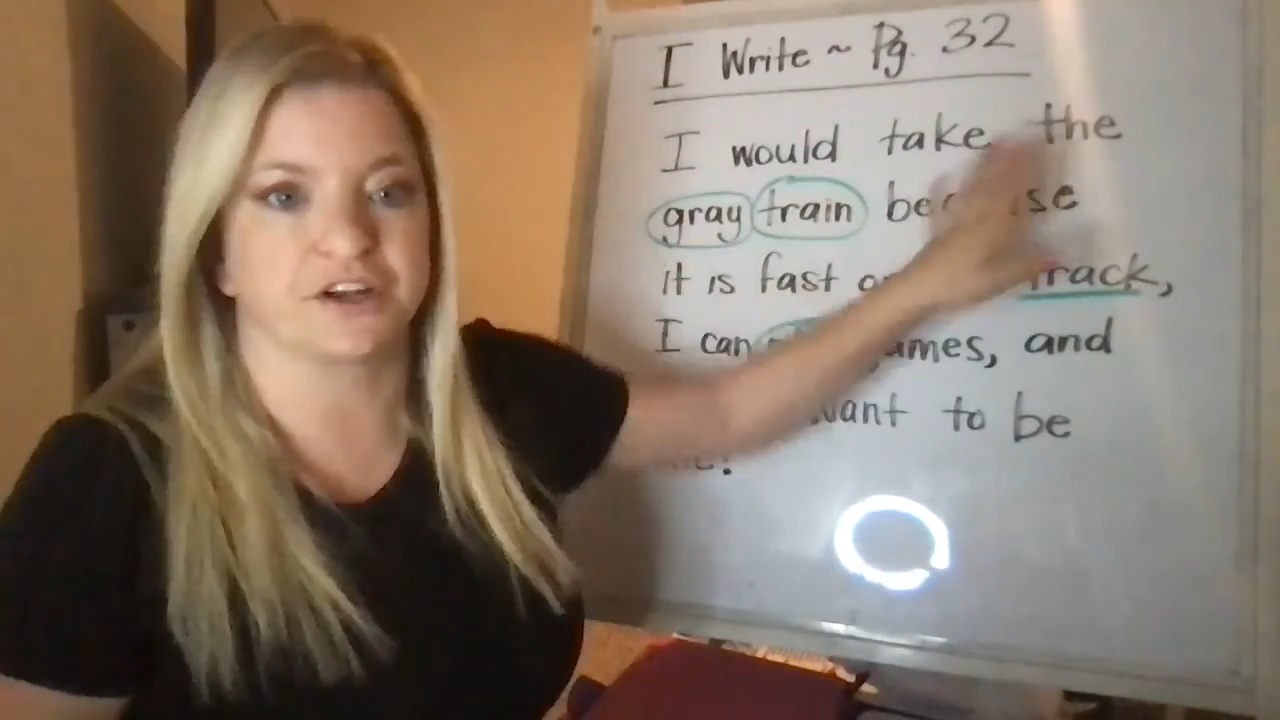 I Write ~ Pg. 32
I would take the
gray train because
it is fast track,
I can games, and
want to be